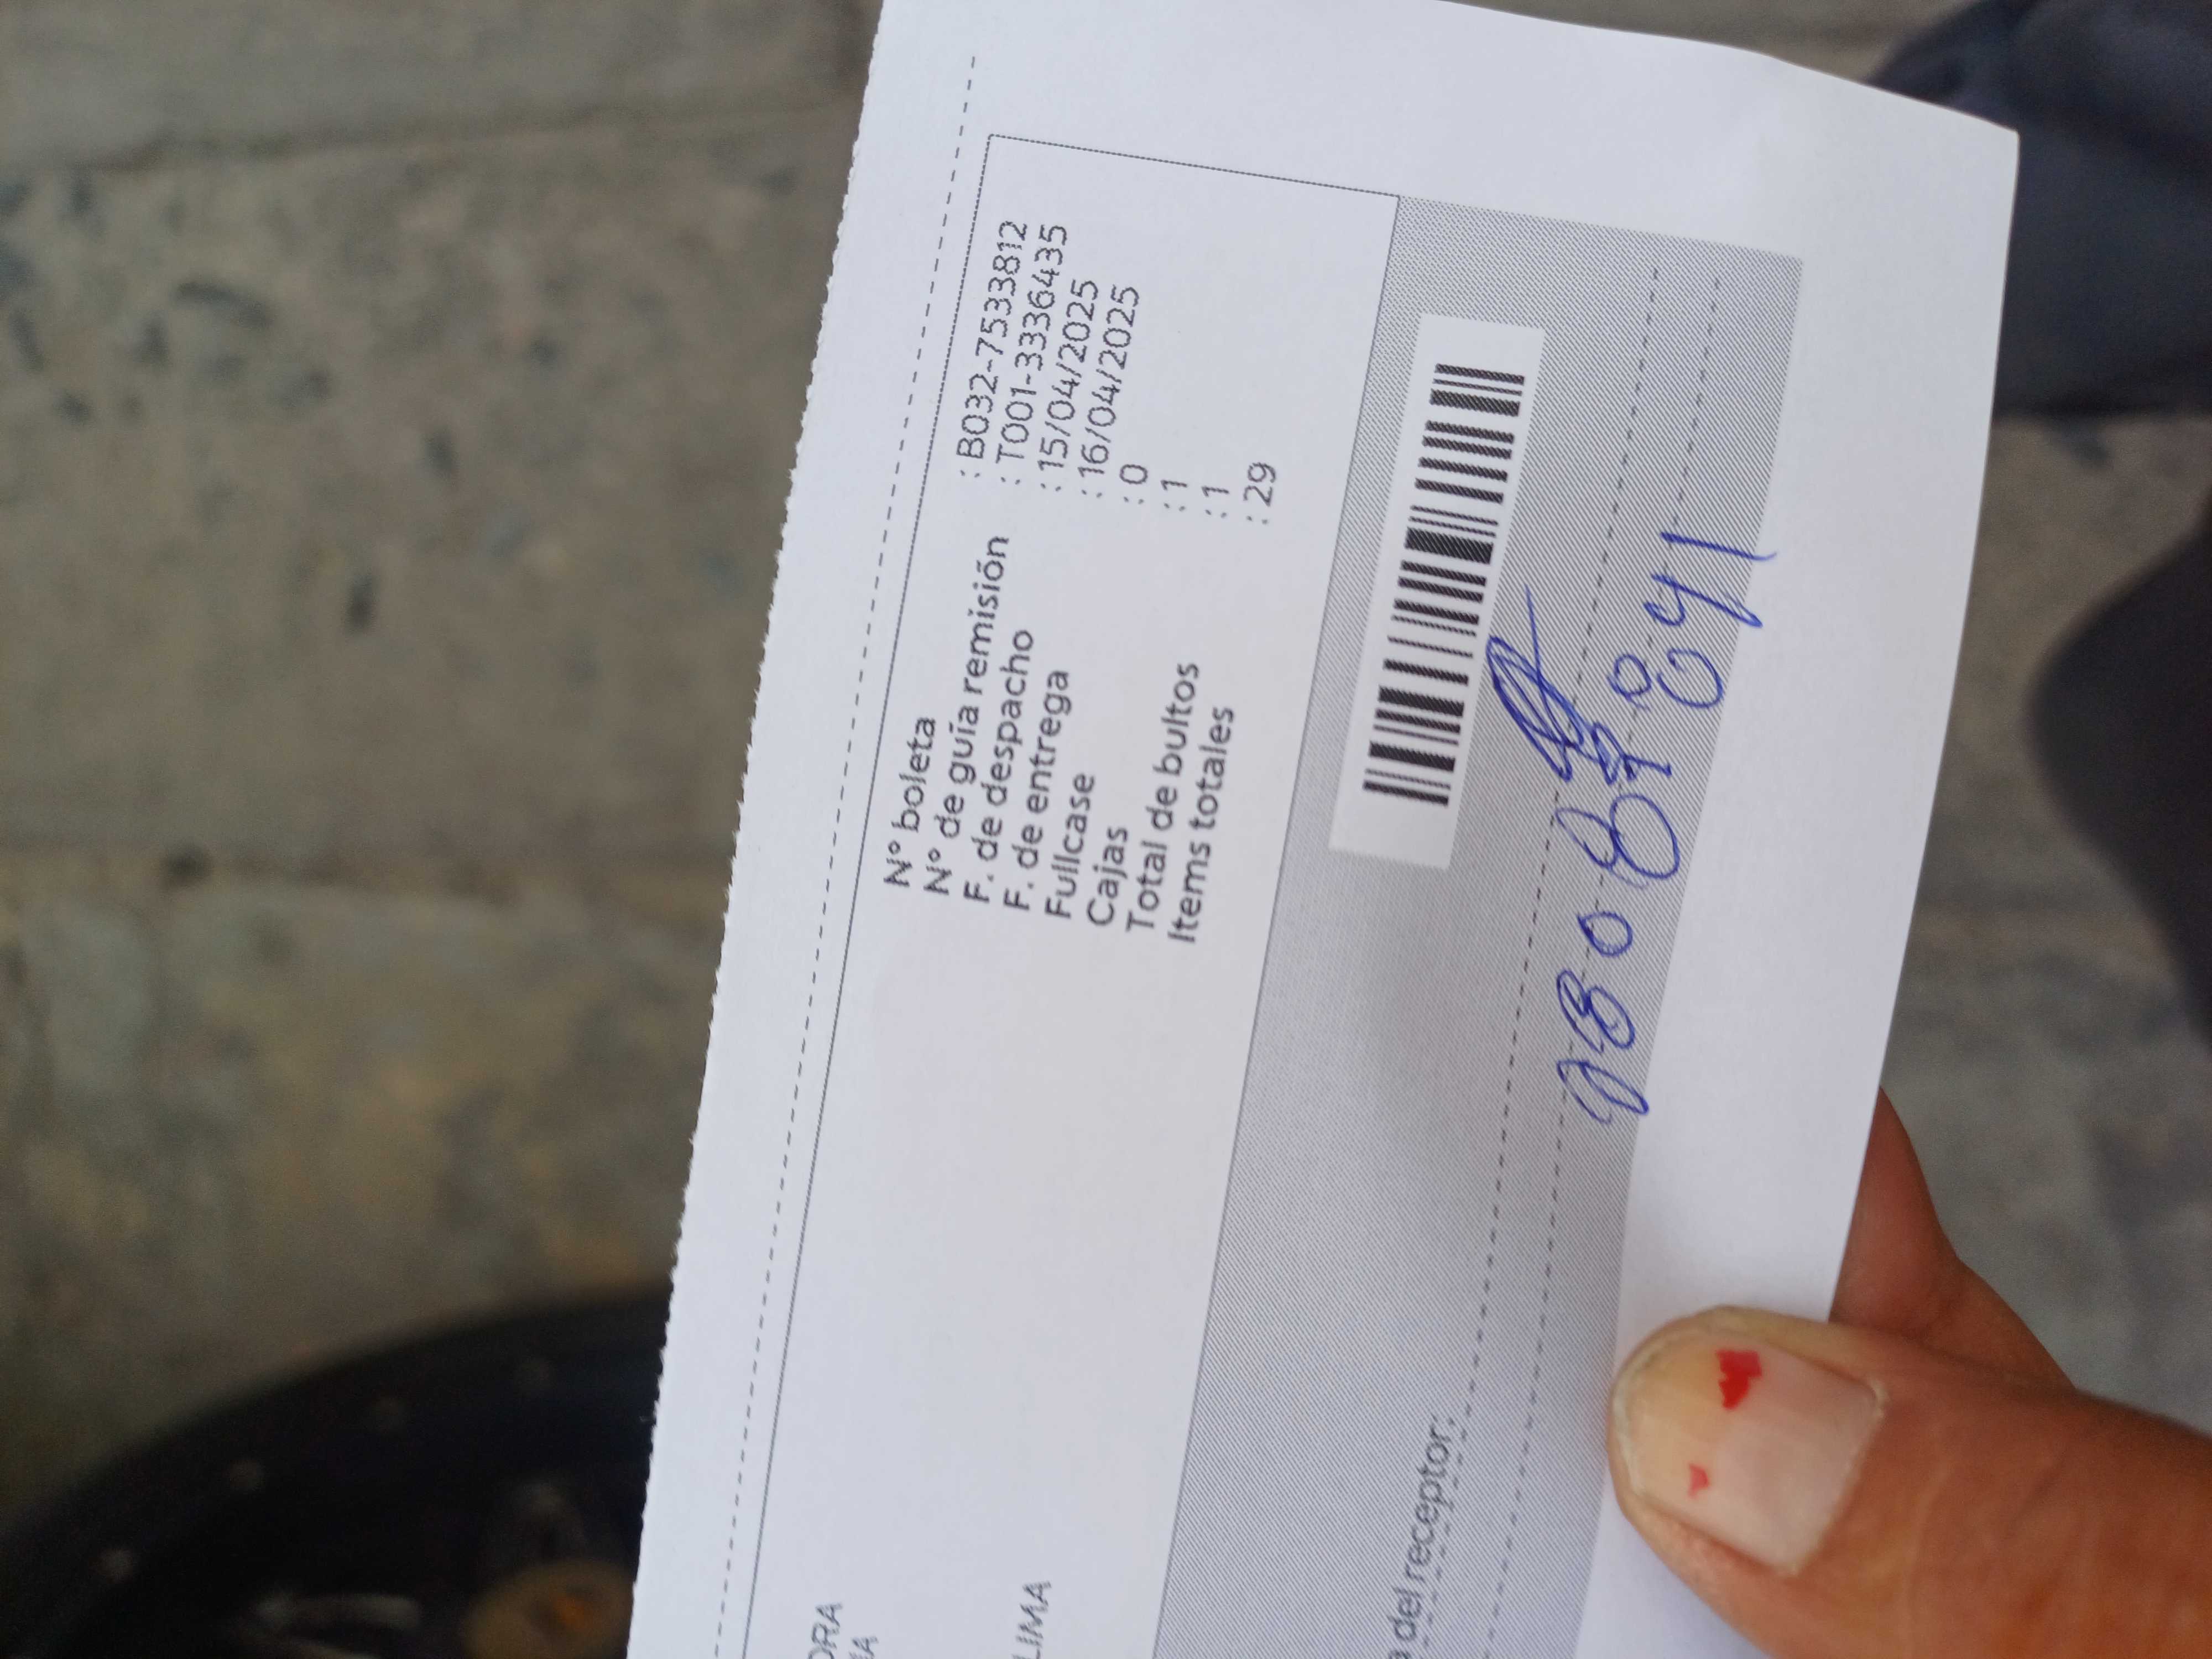 N° boleta : B032-7533812
N° de guía remisión : T001-3336435
F. de despacho : 15/04/2025
F. de entrega : 16/04/2025
Fullcase : 0
Cajas : 1
Total de bultos : 1
Items totales : 29
LIMA
del receptor:
041